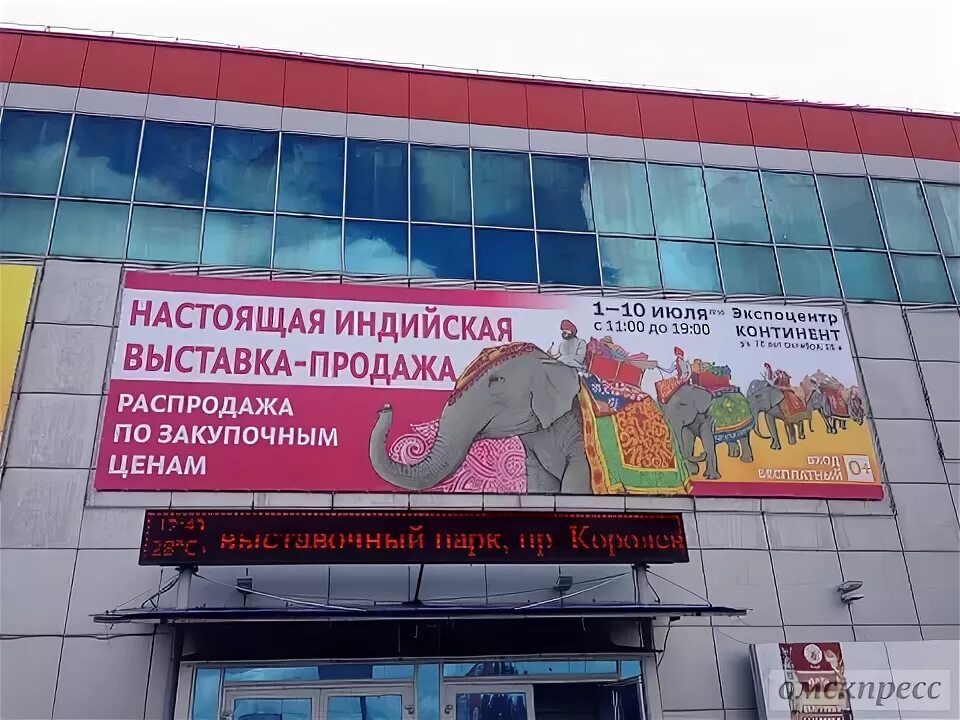 НАСТОЯЩАЯ ИНДИЙСКАЯ
ВЫСТАВКА-ПРОДАЖА
РАСПРОДАЖА
ПО ЗАКУПОЧНЫМ
ЦЕНАМ
1–10 ИЮЛЯ
с 11:00 до 19:00
Экспоцентр
КОНТИНЕНТ
ВХОД
БЕСПЛАТНЫЙ
0+
выставочный парк, пр. Королев
омскпресс